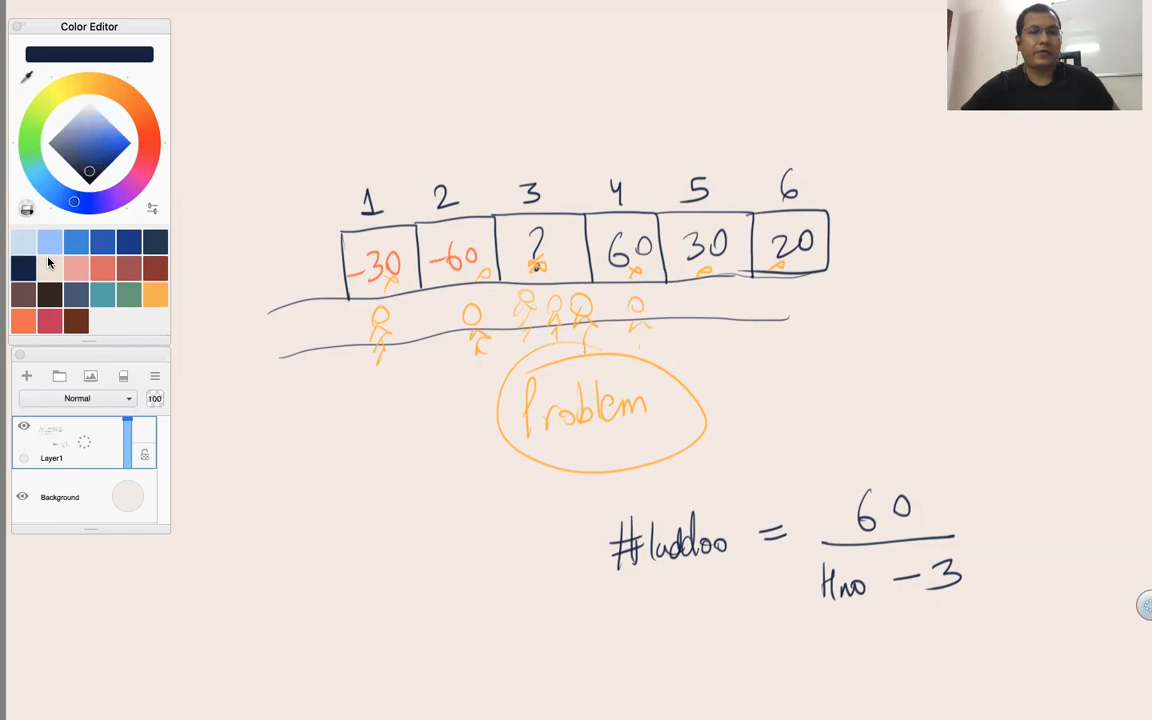 Color Editor
1 2 3 4 5 6
-30 -60 ? 60 30 20
Normal 100
Problem
Layer1
Background
#laddoo = 60
Hno - 3